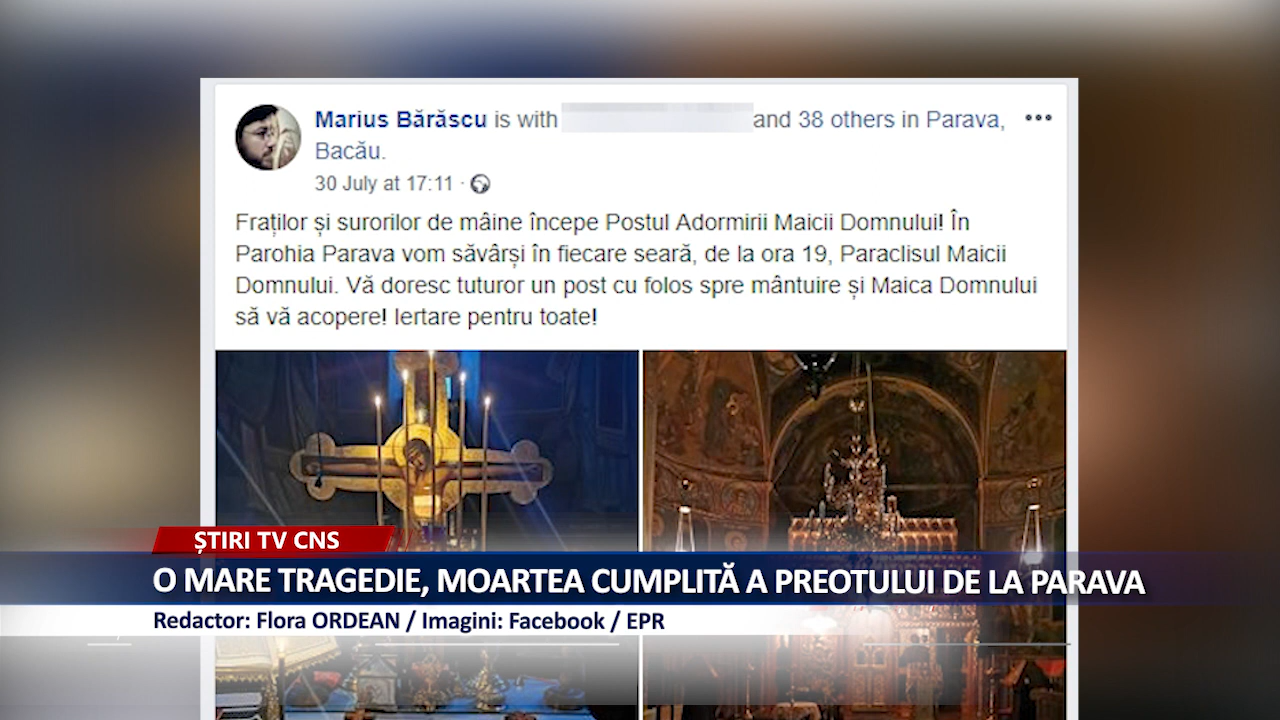 Marius Bărăscu is with and 38 others in Parava,
Bacău.
30 July at 17:11 ·
Fraților și surorilor de mâine începe Postul Adormirii Maicii Domnului! În
Parohia Parava vom săvârși în fiecare seară, de la ora 19, Paraclisul Maicii
Domnului. Vă doresc tuturor un post cu folos spre mântuire și Maica Domnului
să vă acopere! Iertare pentru toate!
ȘTIRI TV CNS
O MARE TRAGEDIE, MOARTEA CUMPLITĂ A PREOTULUI DE LA PARAVA
Redactor: Flora ORDEAN / Imagini: Facebook / EPR